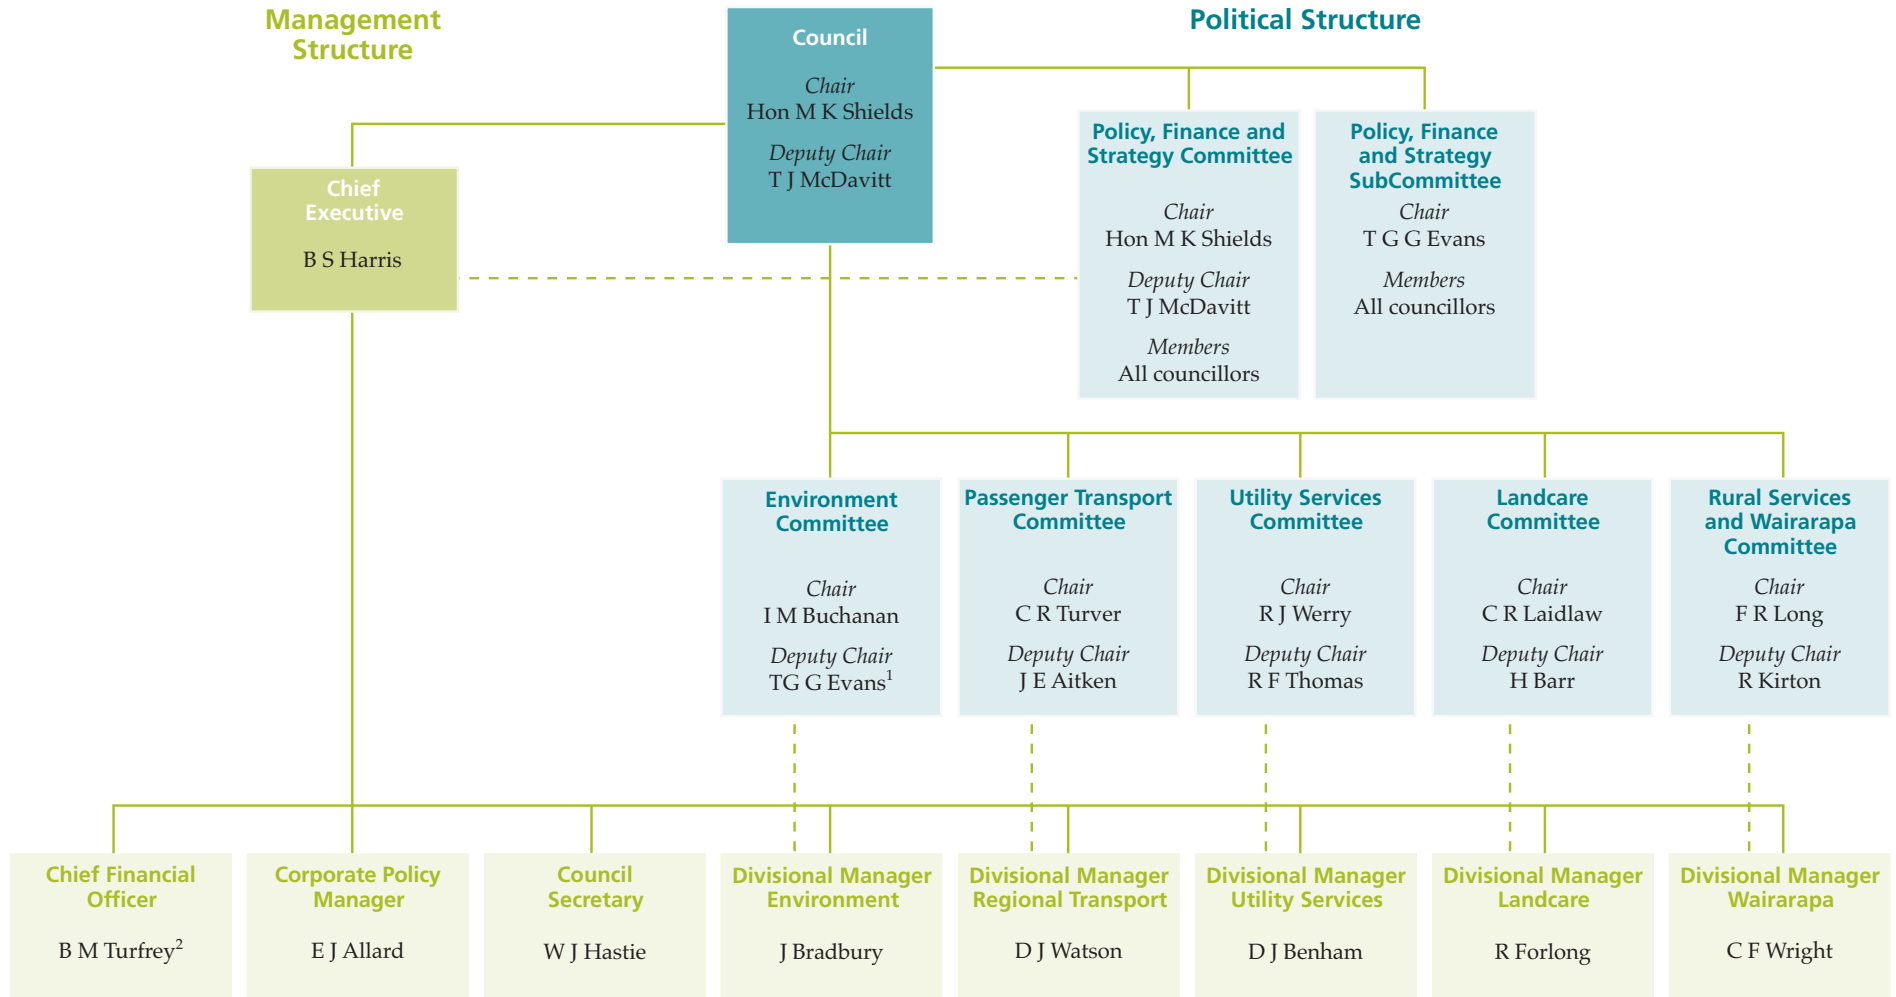 Management
Structure
Political Structure
Council
Chair
Hon M K Shields
Deputy Chair
T J McDavitt
Chief
Executive
B S Harris
Policy, Finance and
Strategy Committee
Chair
Hon M K Shields
Deputy Chair
T J McDavitt
Members
All councillors
Policy, Finance
and Strategy
SubCommittee
Chair
T G G Evans
Members
All councillors
Environment
Committee
Chair
I M Buchanan
Deputy Chair
TG G Evans¹
Passenger Transport
Committee
Chair
C R Turver
Deputy Chair
J E Aitken
Utility Services
Committee
Chair
R J Werry
Deputy Chair
R F Thomas
Landcare
Committee
Chair
C R Laidlaw
Deputy Chair
H Barr
Rural Services
and Wairarapa
Committee
Chair
F R Long
Deputy Chair
R Kirton
Chief Financial
Officer
B M Turfrey²
Corporate Policy
Manager
E J Allard
Council
Secretary
W J Hastie
Divisional Manager
Environment
J Bradbury
Divisional Manager
Regional Transport
D J Watson
Divisional Manager
Utility Services
D J Benham
Divisional Manager
Landcare
R Forlong
Divisional Manager
Wairarapa
C F Wright